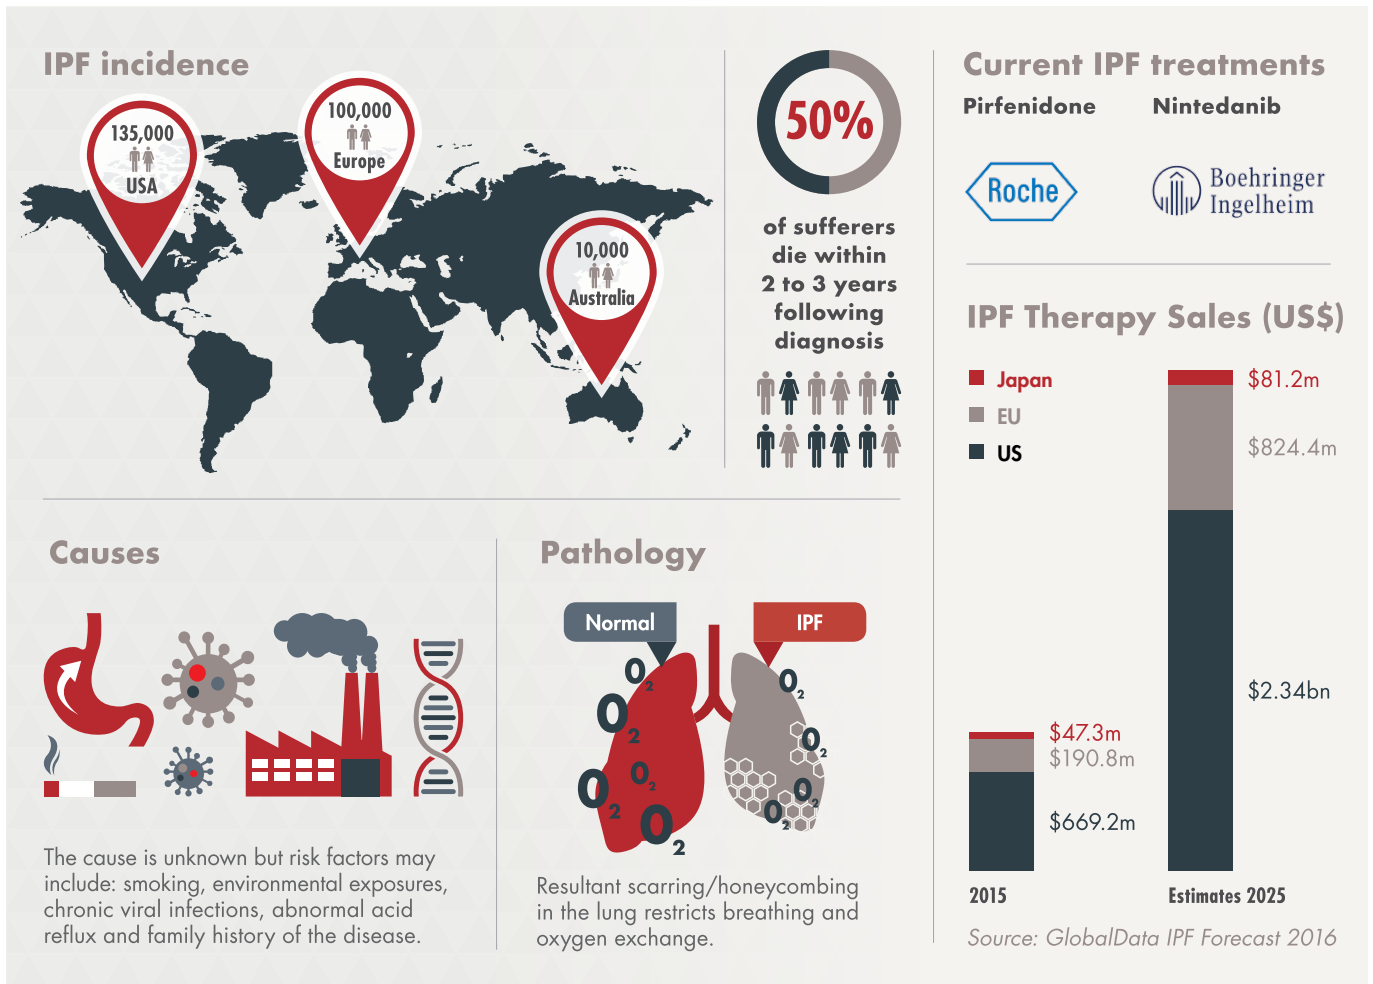 IPF incidence
135,000
USA
100,000
Europe
10,000
Australia
50%
of sufferers
die within
2 to 3 years
following
diagnosis
Current IPF treatments
Pirfenidone
Nintedanib
Roche
Boehringer
Ingelheim
IPF Therapy Sales (US$)
Japan
EU
US
$47.3m
$190.8m
$669.2m
2015
$81.2m
$824.4m
$2.34bn
Estimates 2025
Source: GlobalData IPF Forecast 2016
Causes
The cause is unknown but risk factors may
include: smoking, environmental exposures,
chronic viral infections, abnormal acid
reflux and family history of the disease.
Pathology
Normal
IPF
O2
O2
O2
O2
O2
O2
O2
O2
O2
Resultant scarring/honeycombing
in the lung restricts breathing and
oxygen exchange.